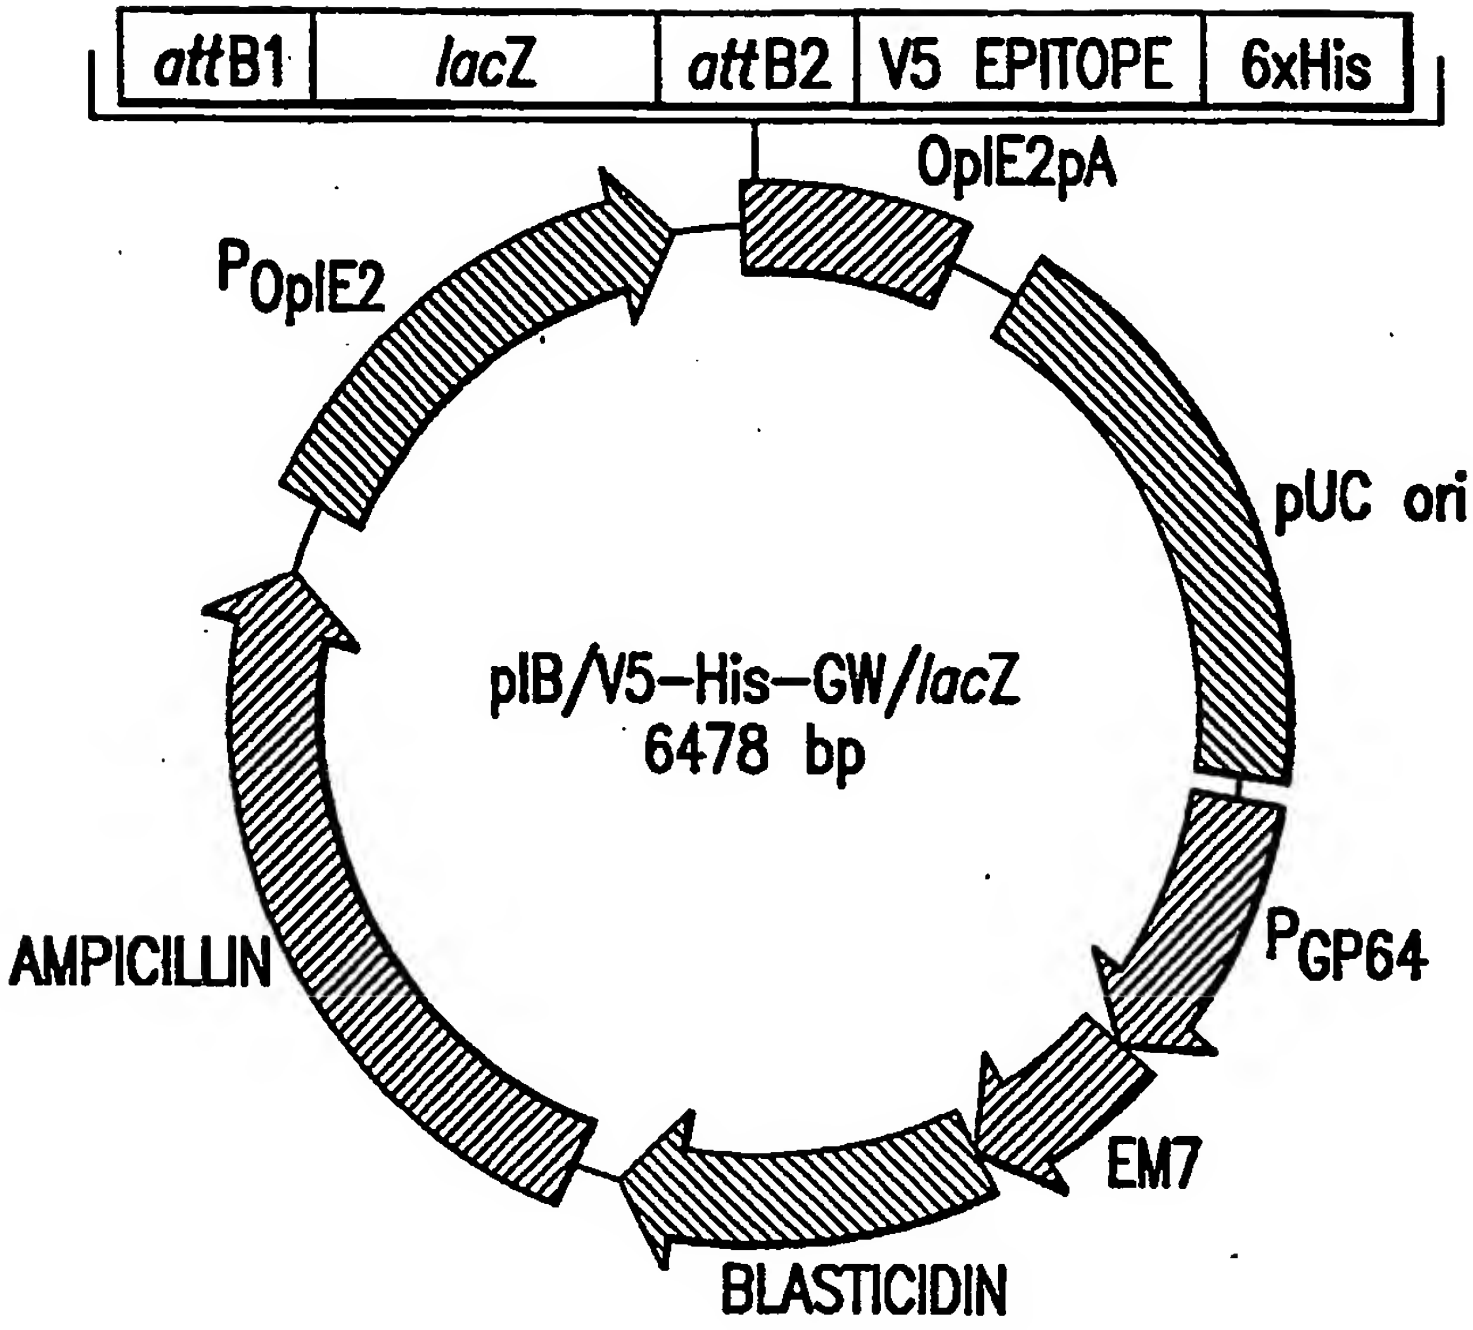 attB1 lacZ attB2 V5 EPITOPE 6xHis
OpIE2pA
POpIE2
pUC ori
pIB/V5-His-GW/lacZ
6478 bp
PGP64
AMPICILLIN
EM7
BLASTICIDIN